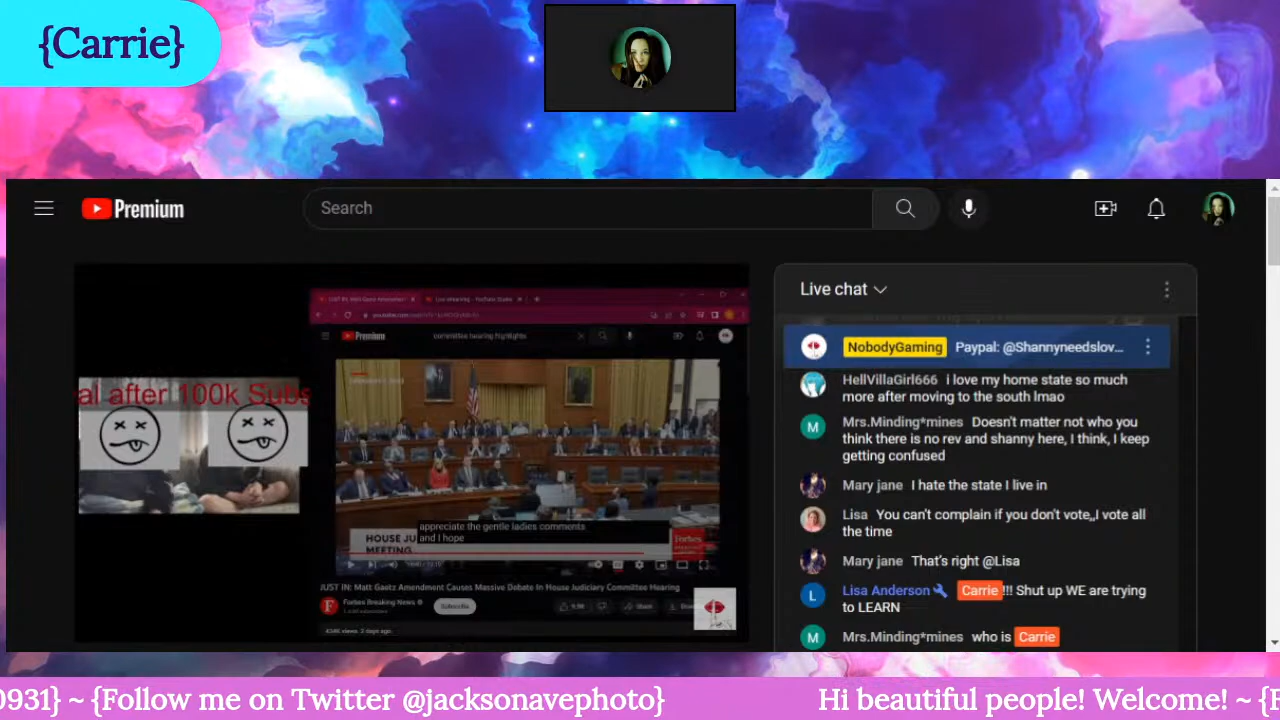 {Carrie}
Premium
Search
Live chat
al after 100k Subs
committee hearing highlights
Premium
appreciate the gentle ladies comments
and I hope
HOUSE JU
MEETING
Forbes
JUST IN: Matt Gaetz Amendment Causes Massive Debate In House Judiciary Committee Hearing
Forbes Breaking News
Subscribe
Share
NobodyGaming Paypal: @Shannyneedslov...
HellVillaGirl666 i love my home state so much
more after moving to the south lmao
M Mrs.Minding*mines Doesn't matter not who you
think there is no rev and shanny here, I think, I keep
getting confused
Mary jane I hate the state I live in
Lisa You can't complain if you don't vote,,I vote all
the time
Mary jane That's right @Lisa
L Lisa Anderson Carrie !!! Shut up WE are trying
to LEARN
M Mrs.Minding*mines who is Carrie
0931} ~ {Follow me on Twitter @jacksonavephoto} Hi beautiful people! Welcome! ~ {F